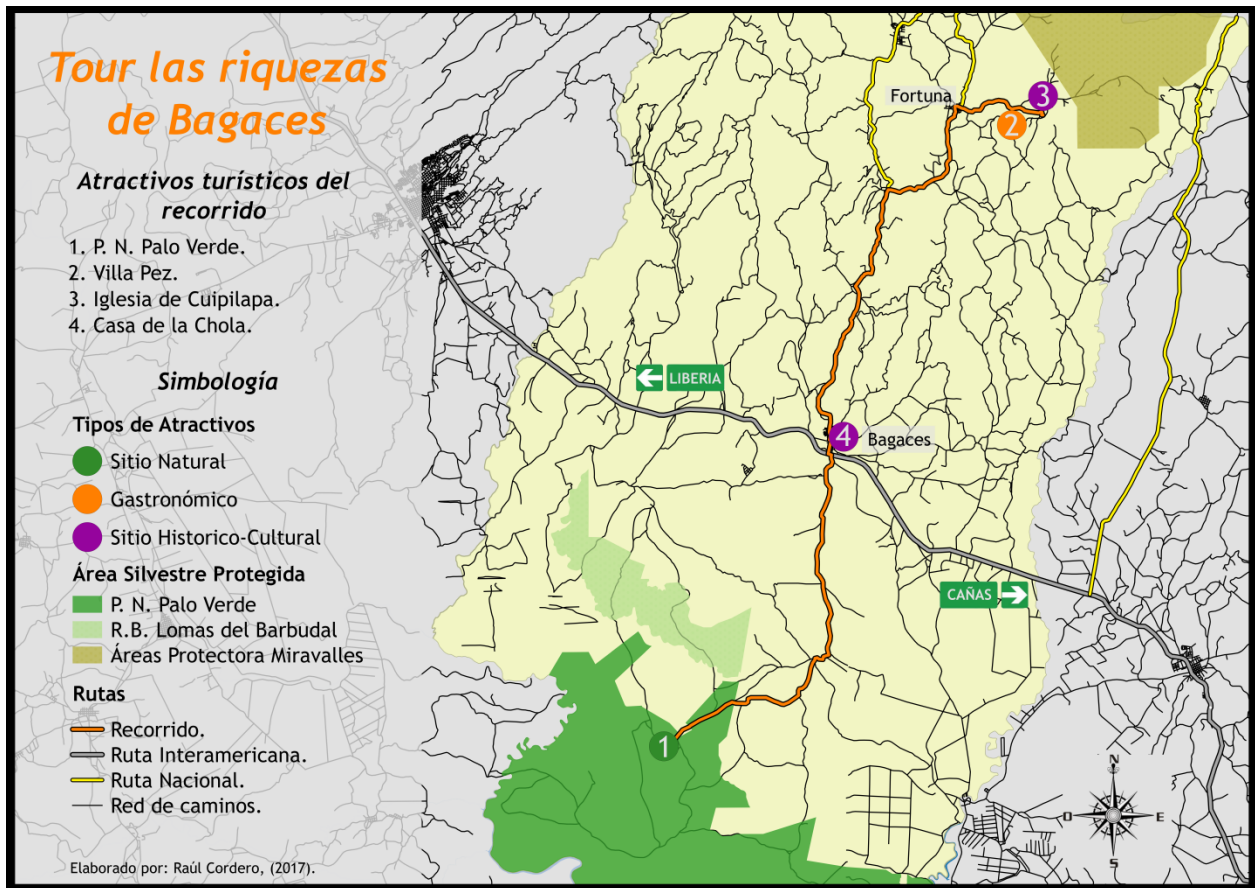 Tour las riquezas
de Bagaces
Atractivos turísticos del
recorrido
1. P. N. Palo Verde.
2. Villa Pez.
3. Iglesia de Cuipilapa.
4. Casa de la Chola.
Simbología
Tipos de Atractivos
Sitio Natural
Gastronómico
Sitio Historico-Cultural
Área Silvestre Protegida
P. N. Palo Verde
R.B. Lomas del Barbudal
Áreas Protectora Miravalles
Rutas
Recorrido.
Ruta Interamericana.
Ruta Nacional.
Red de caminos.
Elaborado por: Raúl Cordero, (2017).
Fortuna
3
2
LIBERIA
4
Bagaces
CAÑAS
1
N
O
E
S